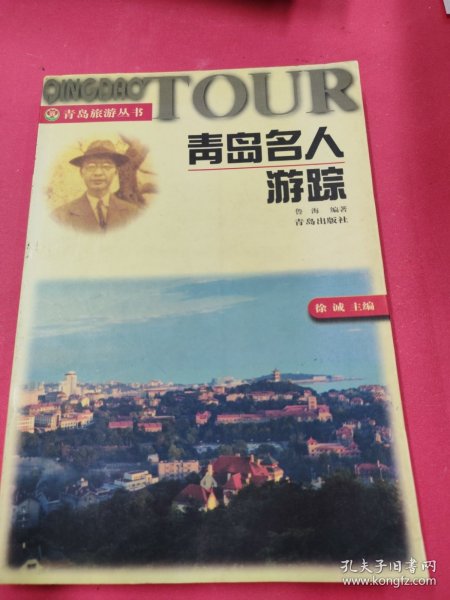 QINGDAO TOUR
青岛旅游丛书
青岛名人
游踪
鲁 海 编著
青岛出版社
徐 诚 主编
孔夫子旧书网
www.kongfz.com